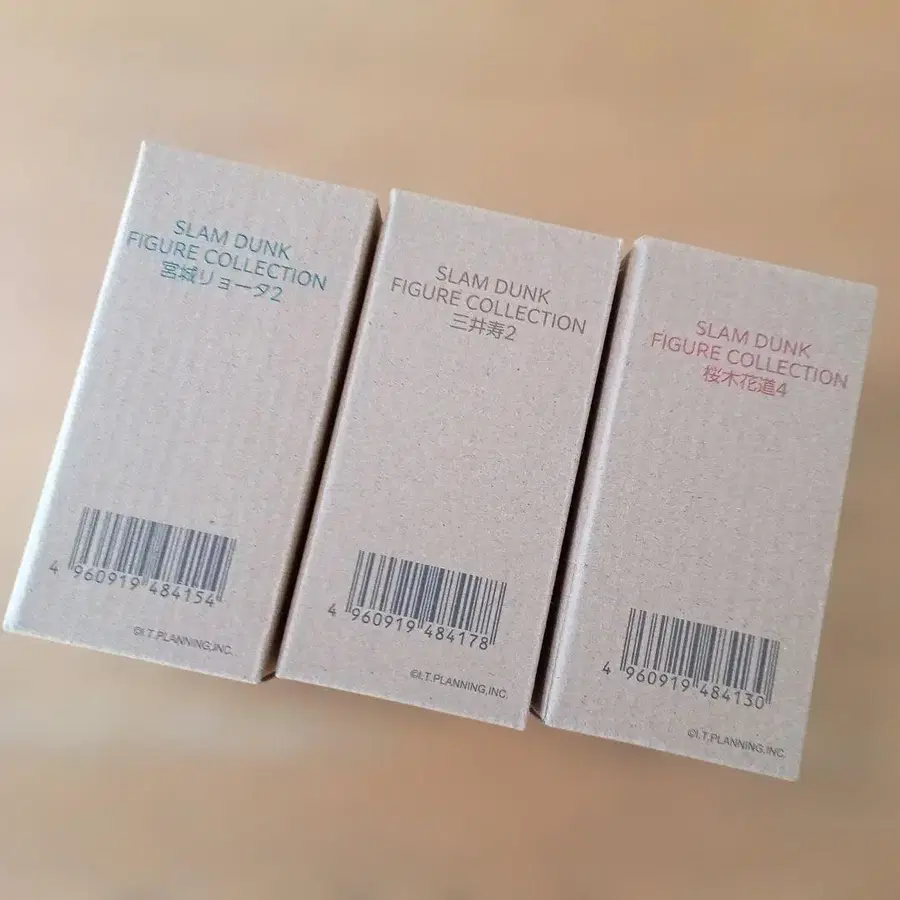 SLAM DUNK
FIGURE COLLECTION
宮城リョータ2
4 960919 484154
©I.T.PLANNING,INC.
SLAM DUNK
FIGURE COLLECTION
三井寿2
4 960919 484178
©I.T.PLANNING,INC.
SLAM DUNK
FIGURE COLLECTION
桜木花道4
4 960919 484130
©I.T.PLANNING,INC.